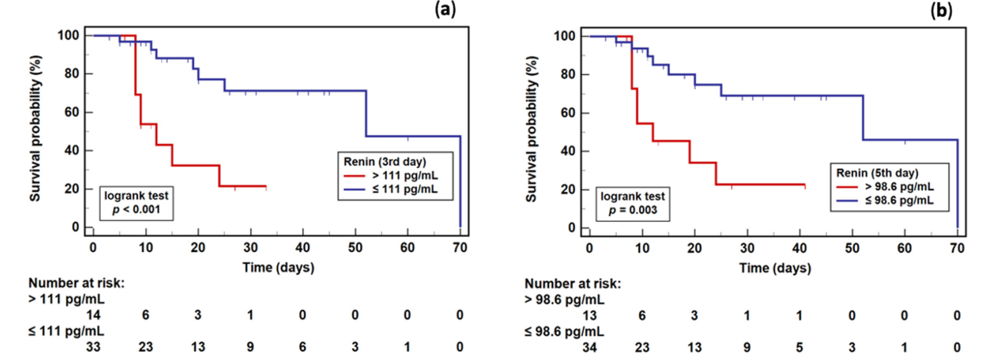 (a)
Survival probability (%)
100
80
60
40
20
0
Renin (3rd day)
> 111 pg/mL
≤ 111 pg/mL
logrank test
p < 0.001
0 10 20 30 40 50 60 70
Time (days)
Number at risk:
> 111 pg/mL
14 6 3 1 0 0 0 0
≤ 111 pg/mL
33 23 13 9 6 3 1 0
(b)
Survival probability (%)
100
80
60
40
20
0
Renin (5th day)
> 98.6 pg/mL
≤ 98.6 pg/mL
logrank test
p = 0.003
0 10 20 30 40 50 60 70
Time (days)
Number at risk:
> 98.6 pg/mL
13 6 3 1 1 0 0 0
≤ 98.6 pg/mL
34 23 13 9 5 3 1 0